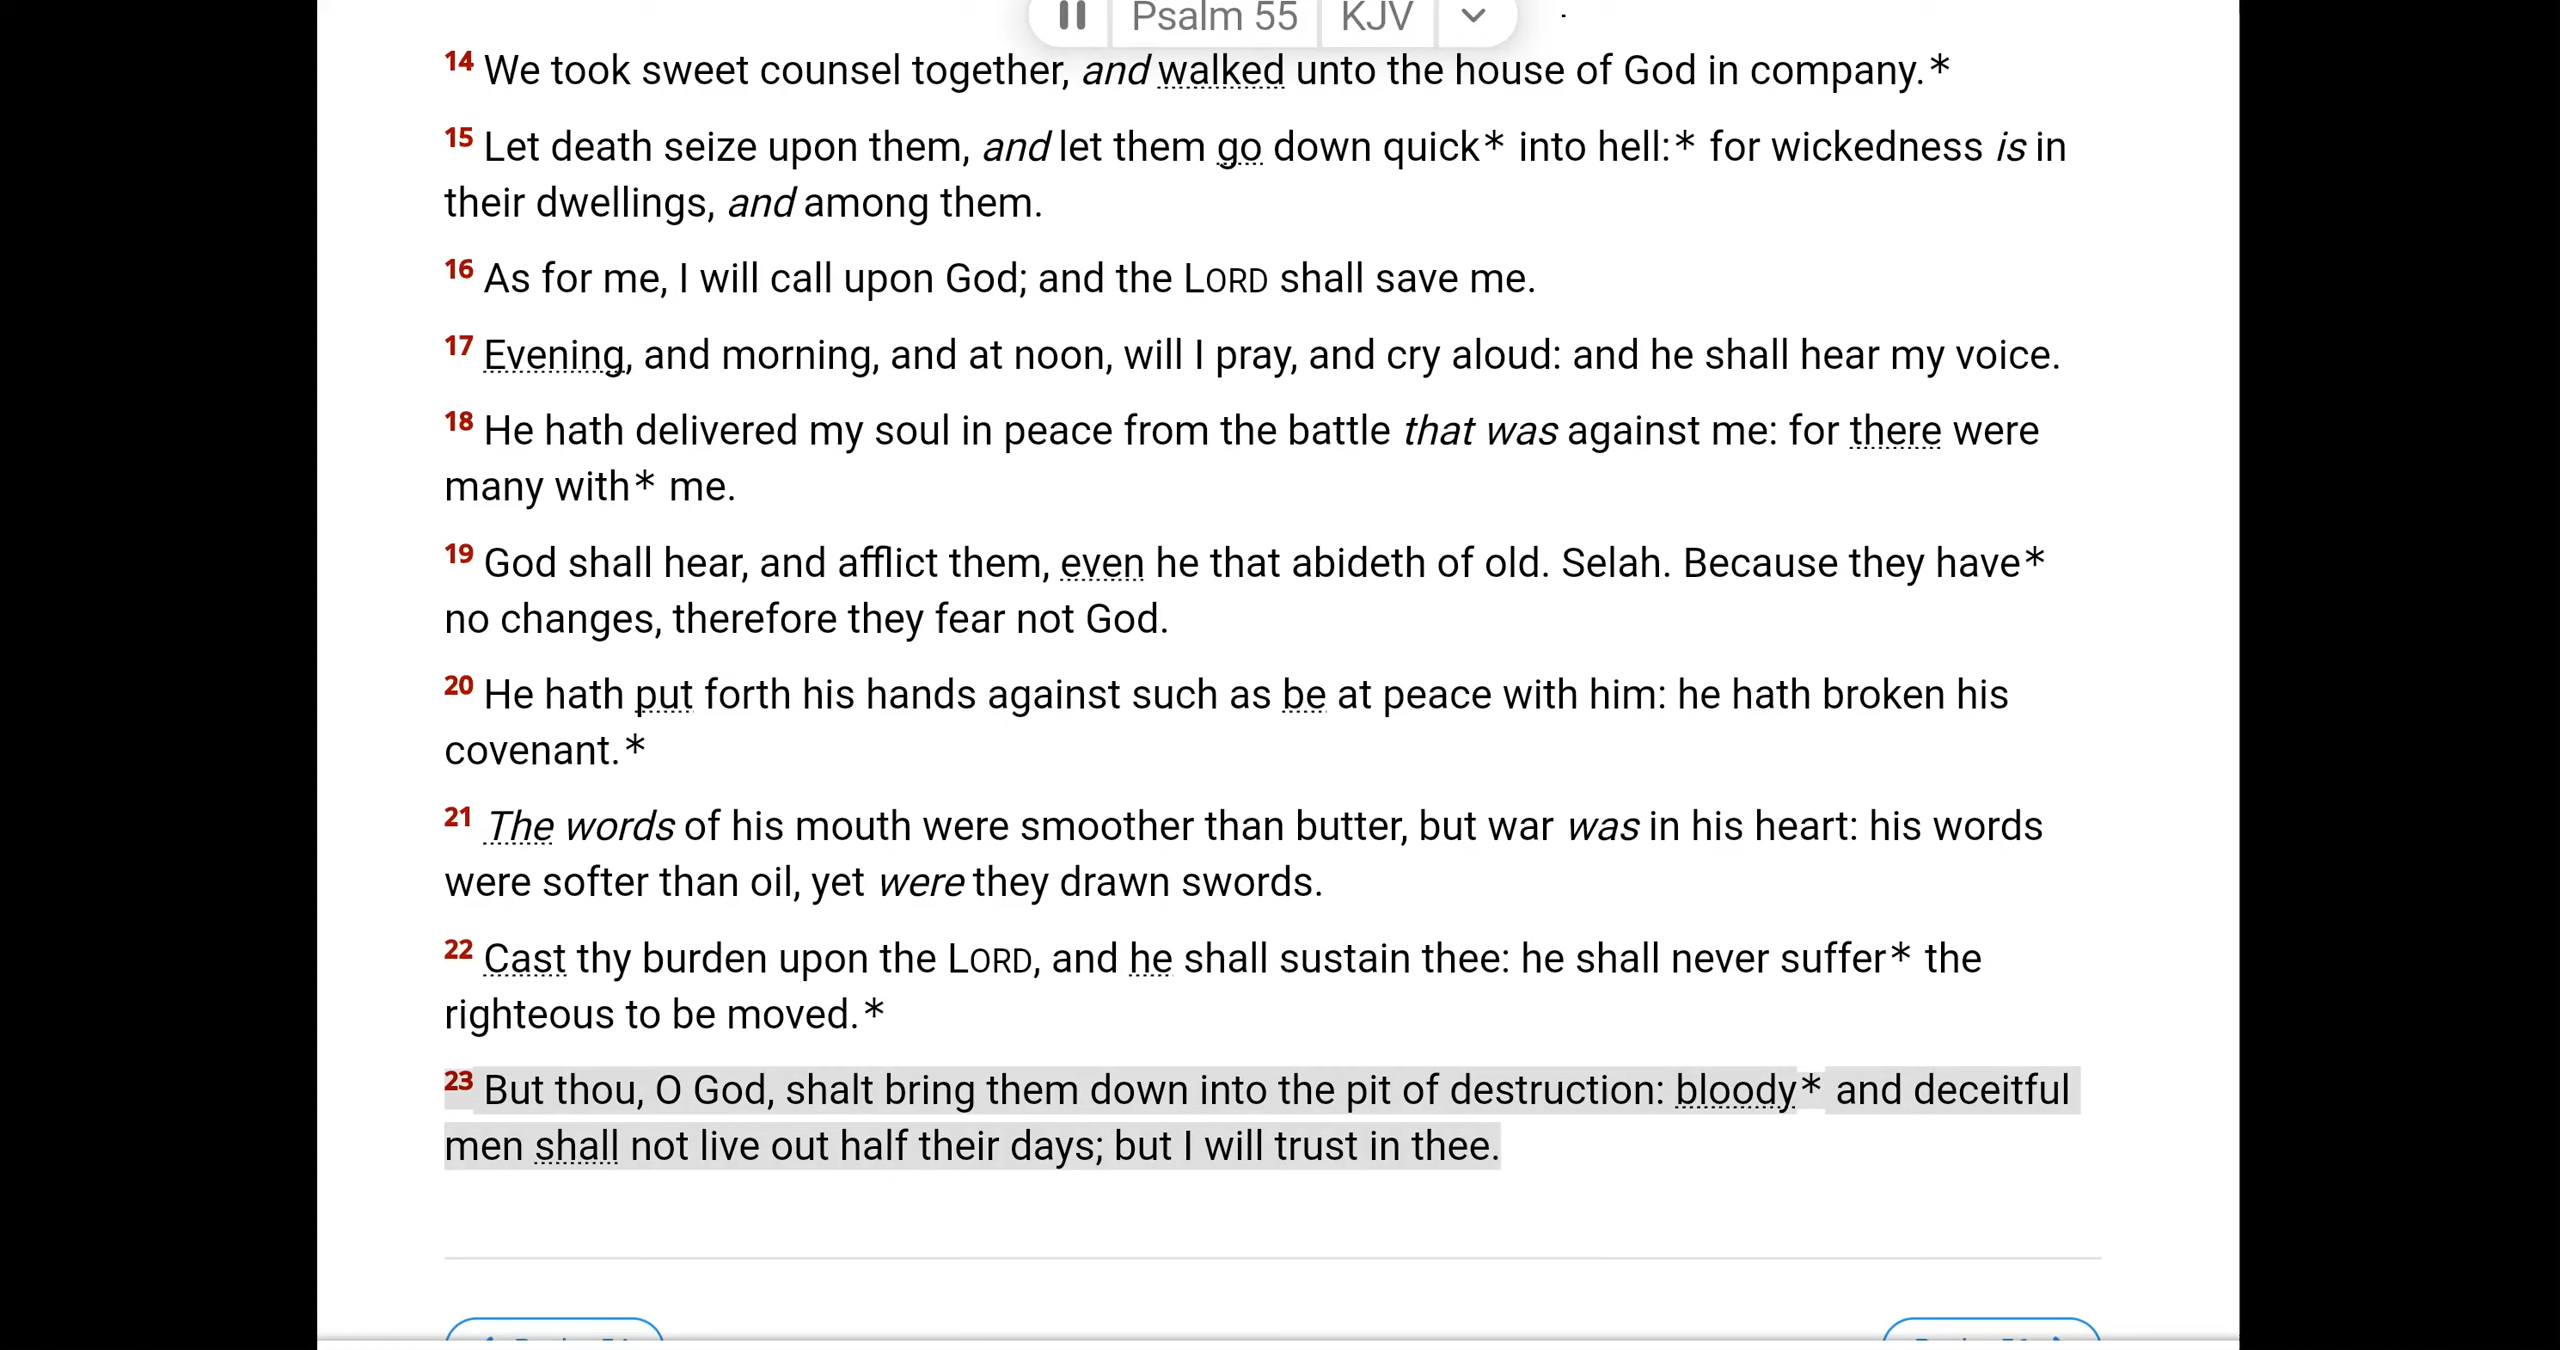 Psalm 55 KJV
14 We took sweet counsel together, and walked unto the house of God in company.*
15 Let death seize upon them, and let them go down quick* into hell:* for wickedness is in
their dwellings, and among them.
16 As for me, I will call upon God; and the LORD shall save me.
17 Evening, and morning, and at noon, will I pray, and cry aloud: and he shall hear my voice.
18 He hath delivered my soul in peace from the battle that was against me: for there were
many with* me.
19 God shall hear, and afflict them, even he that abideth of old. Selah. Because they have*
no changes, therefore they fear not God.
20 He hath put forth his hands against such as be at peace with him: he hath broken his
covenant.*
21 The words of his mouth were smoother than butter, but war was in his heart: his words
were softer than oil, yet were they drawn swords.
22 Cast thy burden upon the LORD, and he shall sustain thee: he shall never suffer* the
righteous to be moved.*
23 But thou, O God, shalt bring them down into the pit of destruction: bloody* and deceitful
men shall not live out half their days; but I will trust in thee.